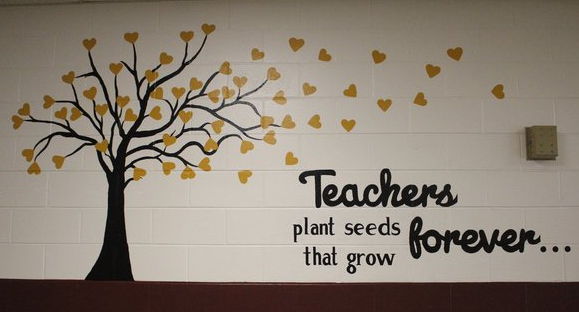 Teachers
plant seeds
that grow
forever...